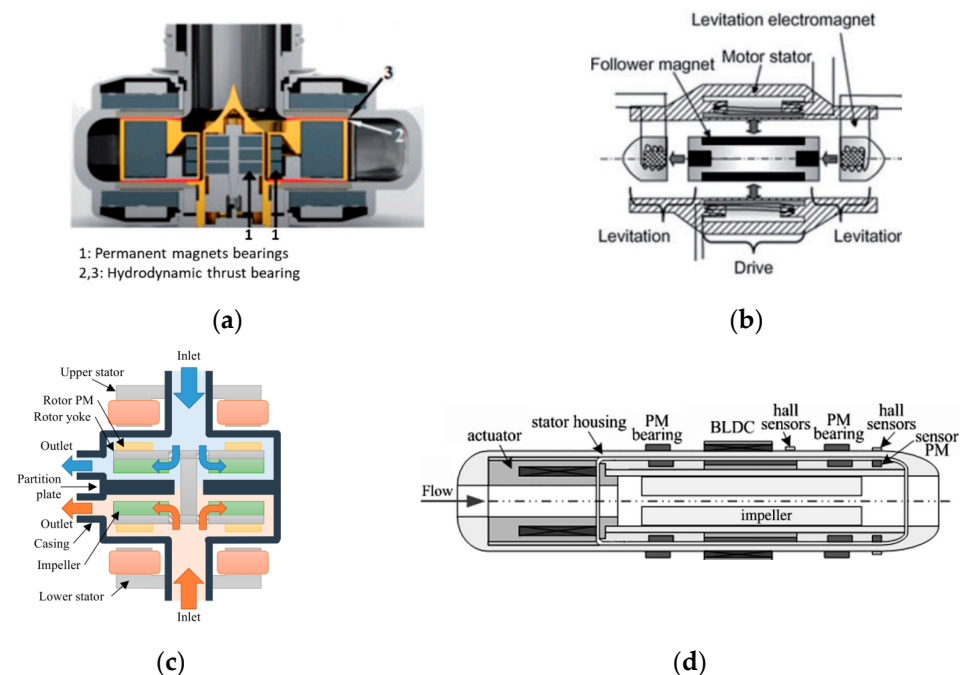 3
2
1 1
1: Permanent magnets bearings
2,3: Hydrodynamic thrust bearing
(a)
Levitation electromagnet
Motor stator
Follower magnet
Levitation
Levitation
Drive
(b)
Inlet
Upper stator
Rotor PM
Rotor yoke
Outlet
Partition
plate
Outlet
Casing
Impeller
Lower stator
Inlet
(c)
stator housing
actuator
PM
bearing
BLDC
hall
sensors
PM
bearing
hall
sensors
sensor
PM
Flow
impeller
(d)